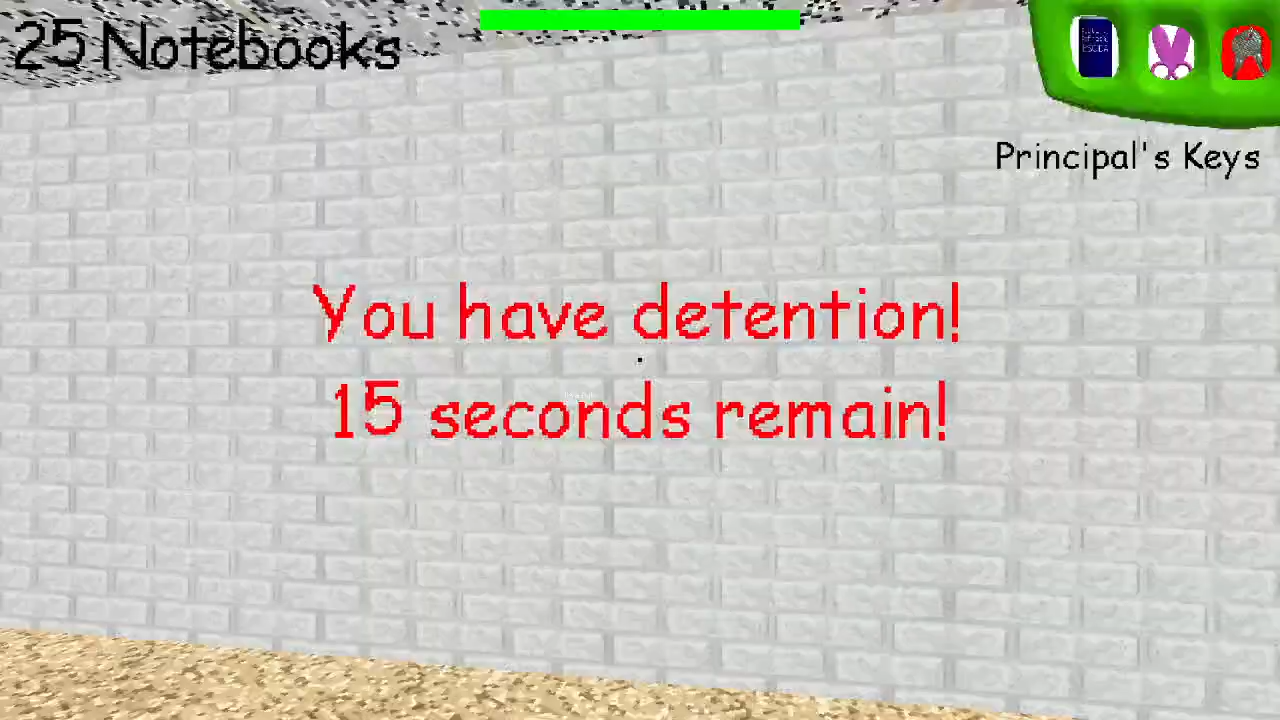 25 Notebooks
Principal's Keys
You have detention!
15 seconds remain!